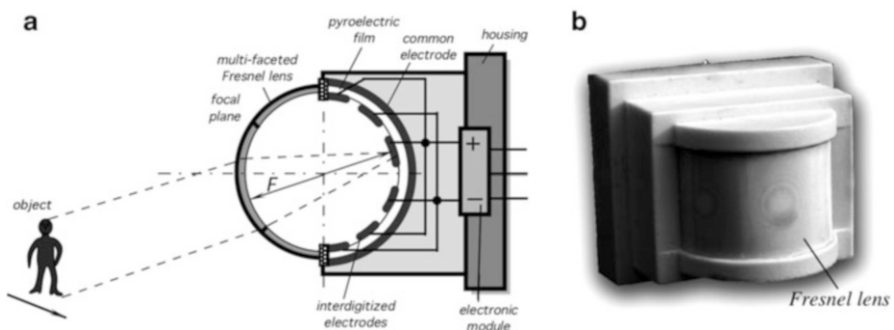 a
b
pyroelectric
film
common
electrode
housing
multi-faceted
Fresnel lens
focal
plane
+
F
object
−
interdigitized
electrodes
electronic
module
Fresnel lens